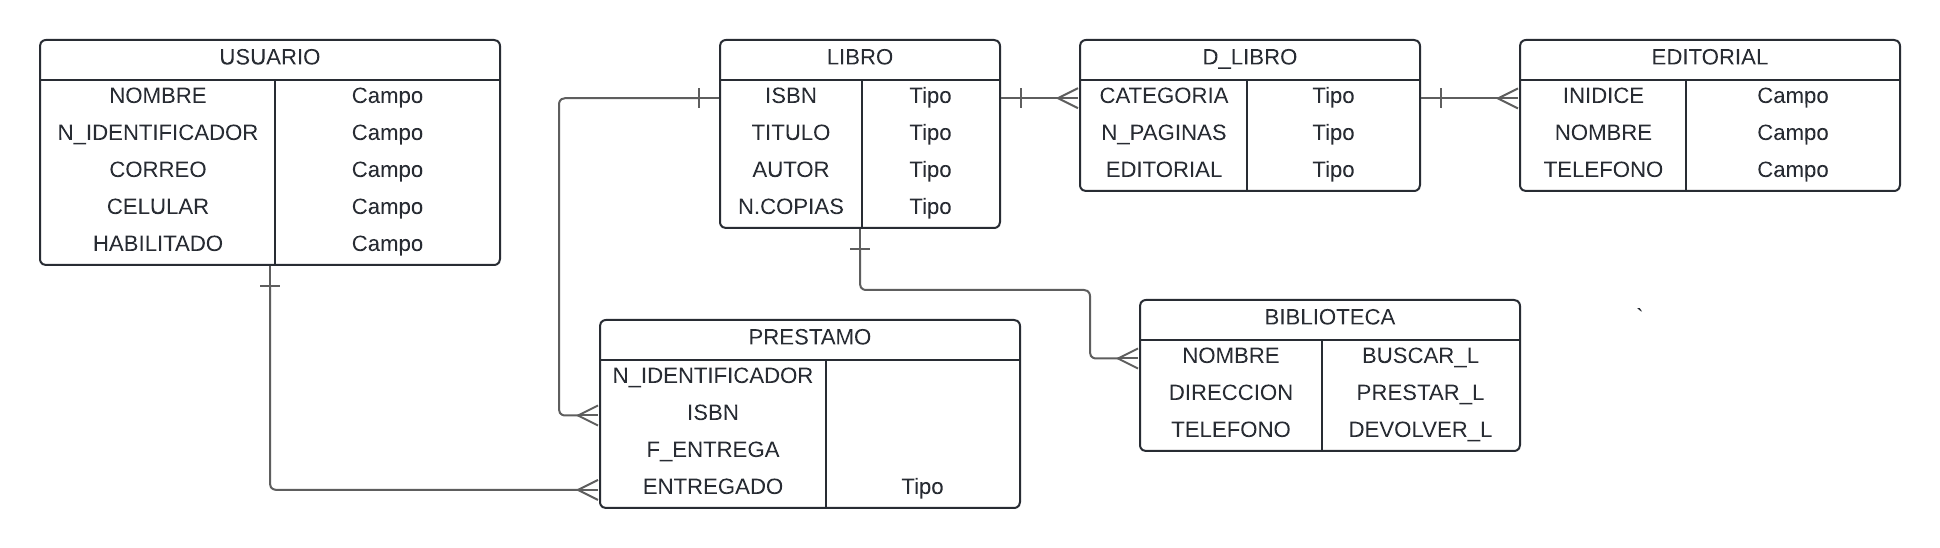 USUARIO
NOMBRE Campo
N_IDENTIFICADOR Campo
CORREO Campo
CELULAR Campo
HABILITADO Campo
LIBRO
ISBN Tipo
TITULO Tipo
AUTOR Tipo
N.COPIAS Tipo
D_LIBRO
CATEGORIA Tipo
N_PAGINAS Tipo
EDITORIAL Tipo
EDITORIAL
INIDICE Campo
NOMBRE Campo
TELEFONO Campo
PRESTAMO
N_IDENTIFICADOR
ISBN
F_ENTREGA
ENTREGADO Tipo
BIBLIOTECA
NOMBRE BUSCAR_L
DIRECCION PRESTAR_L
TELEFONO DEVOLVER_L
`